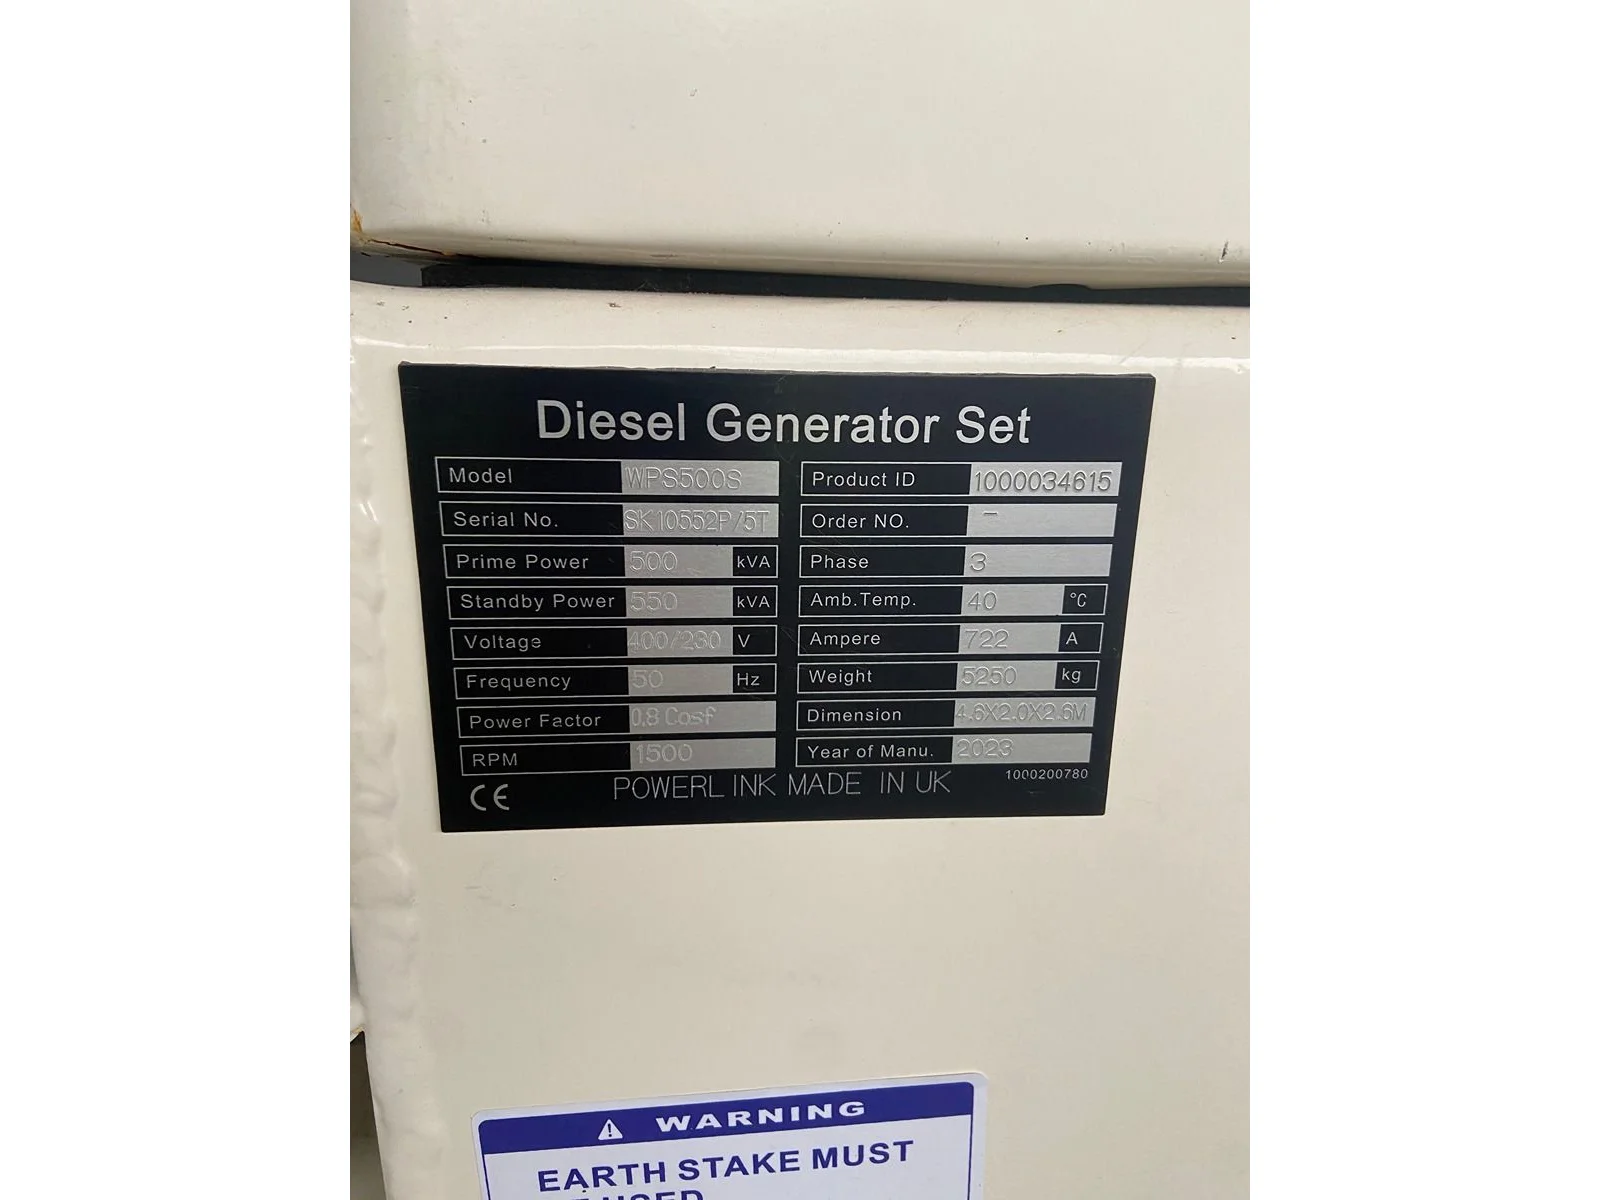 Diesel Generator Set
Model WPS500S Product ID 1000034615
Serial No. SK10552P/5T Order NO. -
Prime Power 500 kVA Phase 3
Standby Power 550 kVA Amb.Temp. 40 °C
Voltage 400/230 V Ampere 722 A
Frequency 50 Hz Weight 5250 kg
Power Factor 0.8 Cosf Dimension 4.6X2.0X2.6M
RPM 1500 Year of Manu. 2023
CE POWERLINK MADE IN UK 1000200780
WARNING
EARTH STAKE MUST
USED